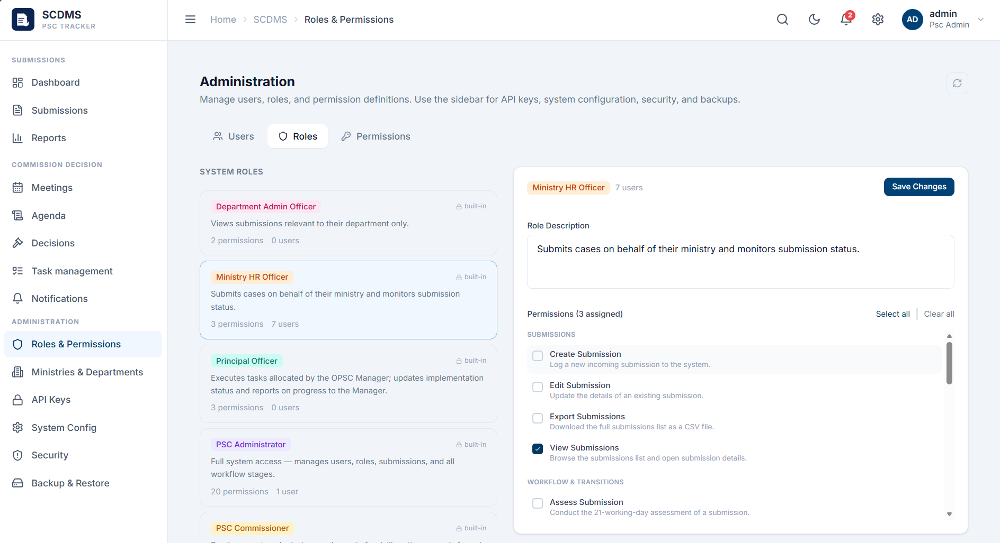 SCDMS
PSC TRACKER
Home > SCDMS > Roles & Permissions
2
AD
admin
Psc Admin
SUBMISSIONS
Dashboard
Submissions
Reports
COMMISSION DECISION
Meetings
Agenda
Decisions
Task management
Notifications
ADMINISTRATION
Roles & Permissions
Ministries & Departments
API Keys
System Config
Security
Backup & Restore
Administration
Manage users, roles, and permission definitions. Use the sidebar for API keys, system configuration, security, and backups.
Users
Roles
Permissions
SYSTEM ROLES
Department Admin Officer
built-in
Views submissions relevant to their department only.
2 permissions 0 users
Ministry HR Officer
built-in
Submits cases on behalf of their ministry and monitors submission
status.
3 permissions 7 users
Principal Officer
built-in
Executes tasks allocated by the OPSC Manager; updates implementation
status and reports on progress to the Manager.
3 permissions 0 users
PSC Administrator
built-in
Full system access — manages users, roles, submissions, and all
workflow stages.
20 permissions 1 user
PSC Commissioner
built-in
Ministry HR Officer 7 users
Save Changes
Role Description
Submits cases on behalf of their ministry and monitors submission status.
Permissions (3 assigned)
Select all | Clear all
SUBMISSIONS
Create Submission
Log a new incoming submission to the system.
Edit Submission
Update the details of an existing submission.
Export Submissions
Download the full submissions list as a CSV file.
View Submissions
Browse the submissions list and open submission details.
WORKFLOW & TRANSITIONS
Assess Submission
Conduct the 21-working-day assessment of a submission.